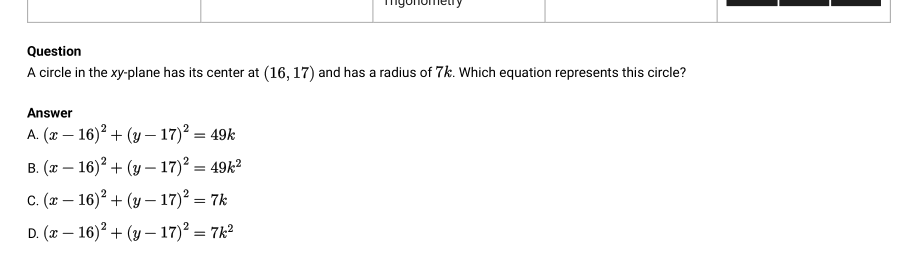 Trigonometry
Question
A circle in the xy-plane has its center at (16, 17) and has a radius of 7k. Which equation represents this circle?
Answer
A. (x − 16)² + (y − 17)² = 49k
B. (x − 16)² + (y − 17)² = 49k²
C. (x − 16)² + (y − 17)² = 7k
D. (x − 16)² + (y − 17)² = 7k²